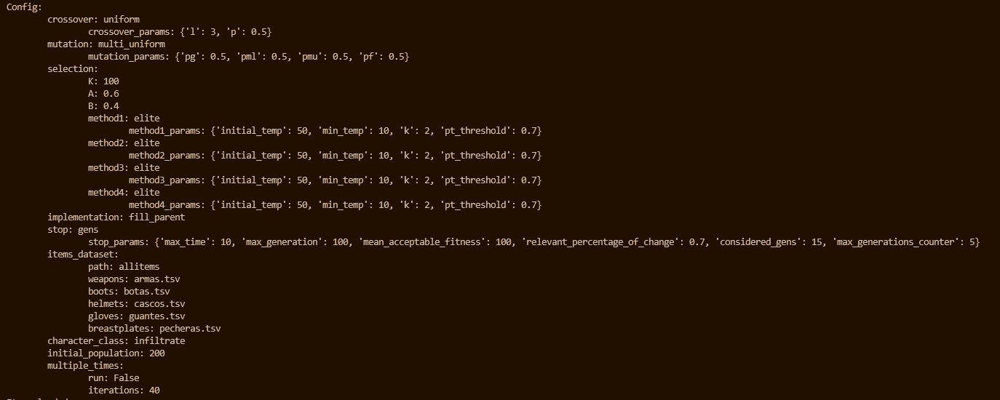 Config:
crossover: uniform
crossover_params: {'l': 3, 'p': 0.5}
mutation: multi_uniform
mutation_params: {'pg': 0.5, 'pml': 0.5, 'pmu': 0.5, 'pf': 0.5}
selection:
K: 100
A: 0.6
B: 0.4
method1: elite
method1_params: {'initial_temp': 50, 'min_temp': 10, 'k': 2, 'pt_threshold': 0.7}
method2: elite
method2_params: {'initial_temp': 50, 'min_temp': 10, 'k': 2, 'pt_threshold': 0.7}
method3: elite
method3_params: {'initial_temp': 50, 'min_temp': 10, 'k': 2, 'pt_threshold': 0.7}
method4: elite
method4_params: {'initial_temp': 50, 'min_temp': 10, 'k': 2, 'pt_threshold': 0.7}
implementation: fill_parent
stop: gens
stop_params: {'max_time': 10, 'max_generation': 100, 'mean_acceptable_fitness': 100, 'relevant_percentage_of_change': 0.7, 'considered_gens': 15, 'max_generations_counter': 5}
items_dataset:
path: allitems
weapons: armas.tsv
boots: botas.tsv
helmets: cascos.tsv
gloves: guantes.tsv
breastplates: pecheras.tsv
character_class: infiltrate
initial_population: 200
multiple_times:
run: False
iterations: 40